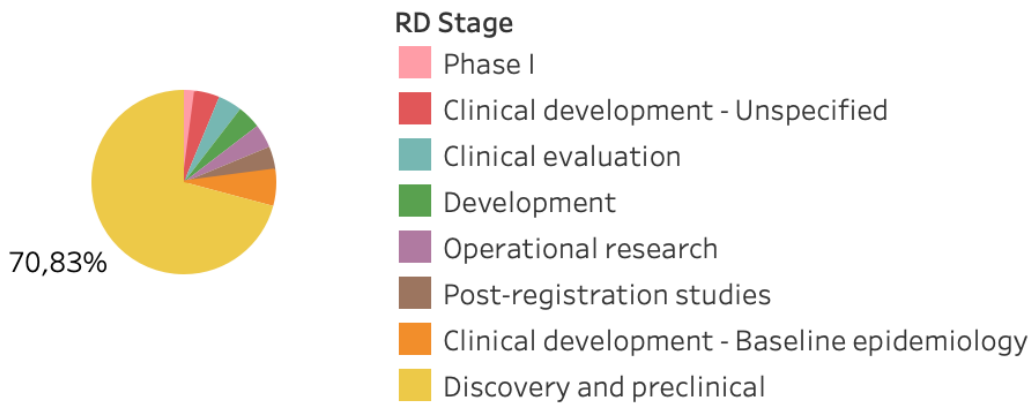 RD Stage
Phase I
Clinical development - Unspecified
Clinical evaluation
Development
Operational research
Post-registration studies
Clinical development - Baseline epidemiology
Discovery and preclinical
70,83%